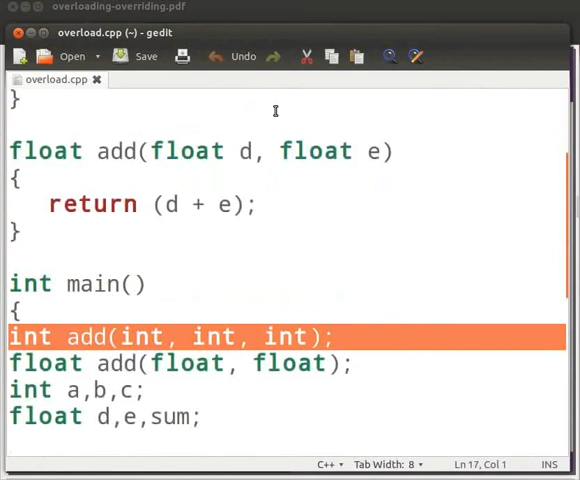 overloading-overriding.pdf
overload.cpp (~) - gedit
Open Save Undo
overload.cpp
}
float add(float d, float e)
{
return (d + e);
}
int main()
{
int add(int, int, int);
float add(float, float);
int a,b,c;
float d,e,sum;
C++ Tab Width: 8 Ln 17, Col 1 INS